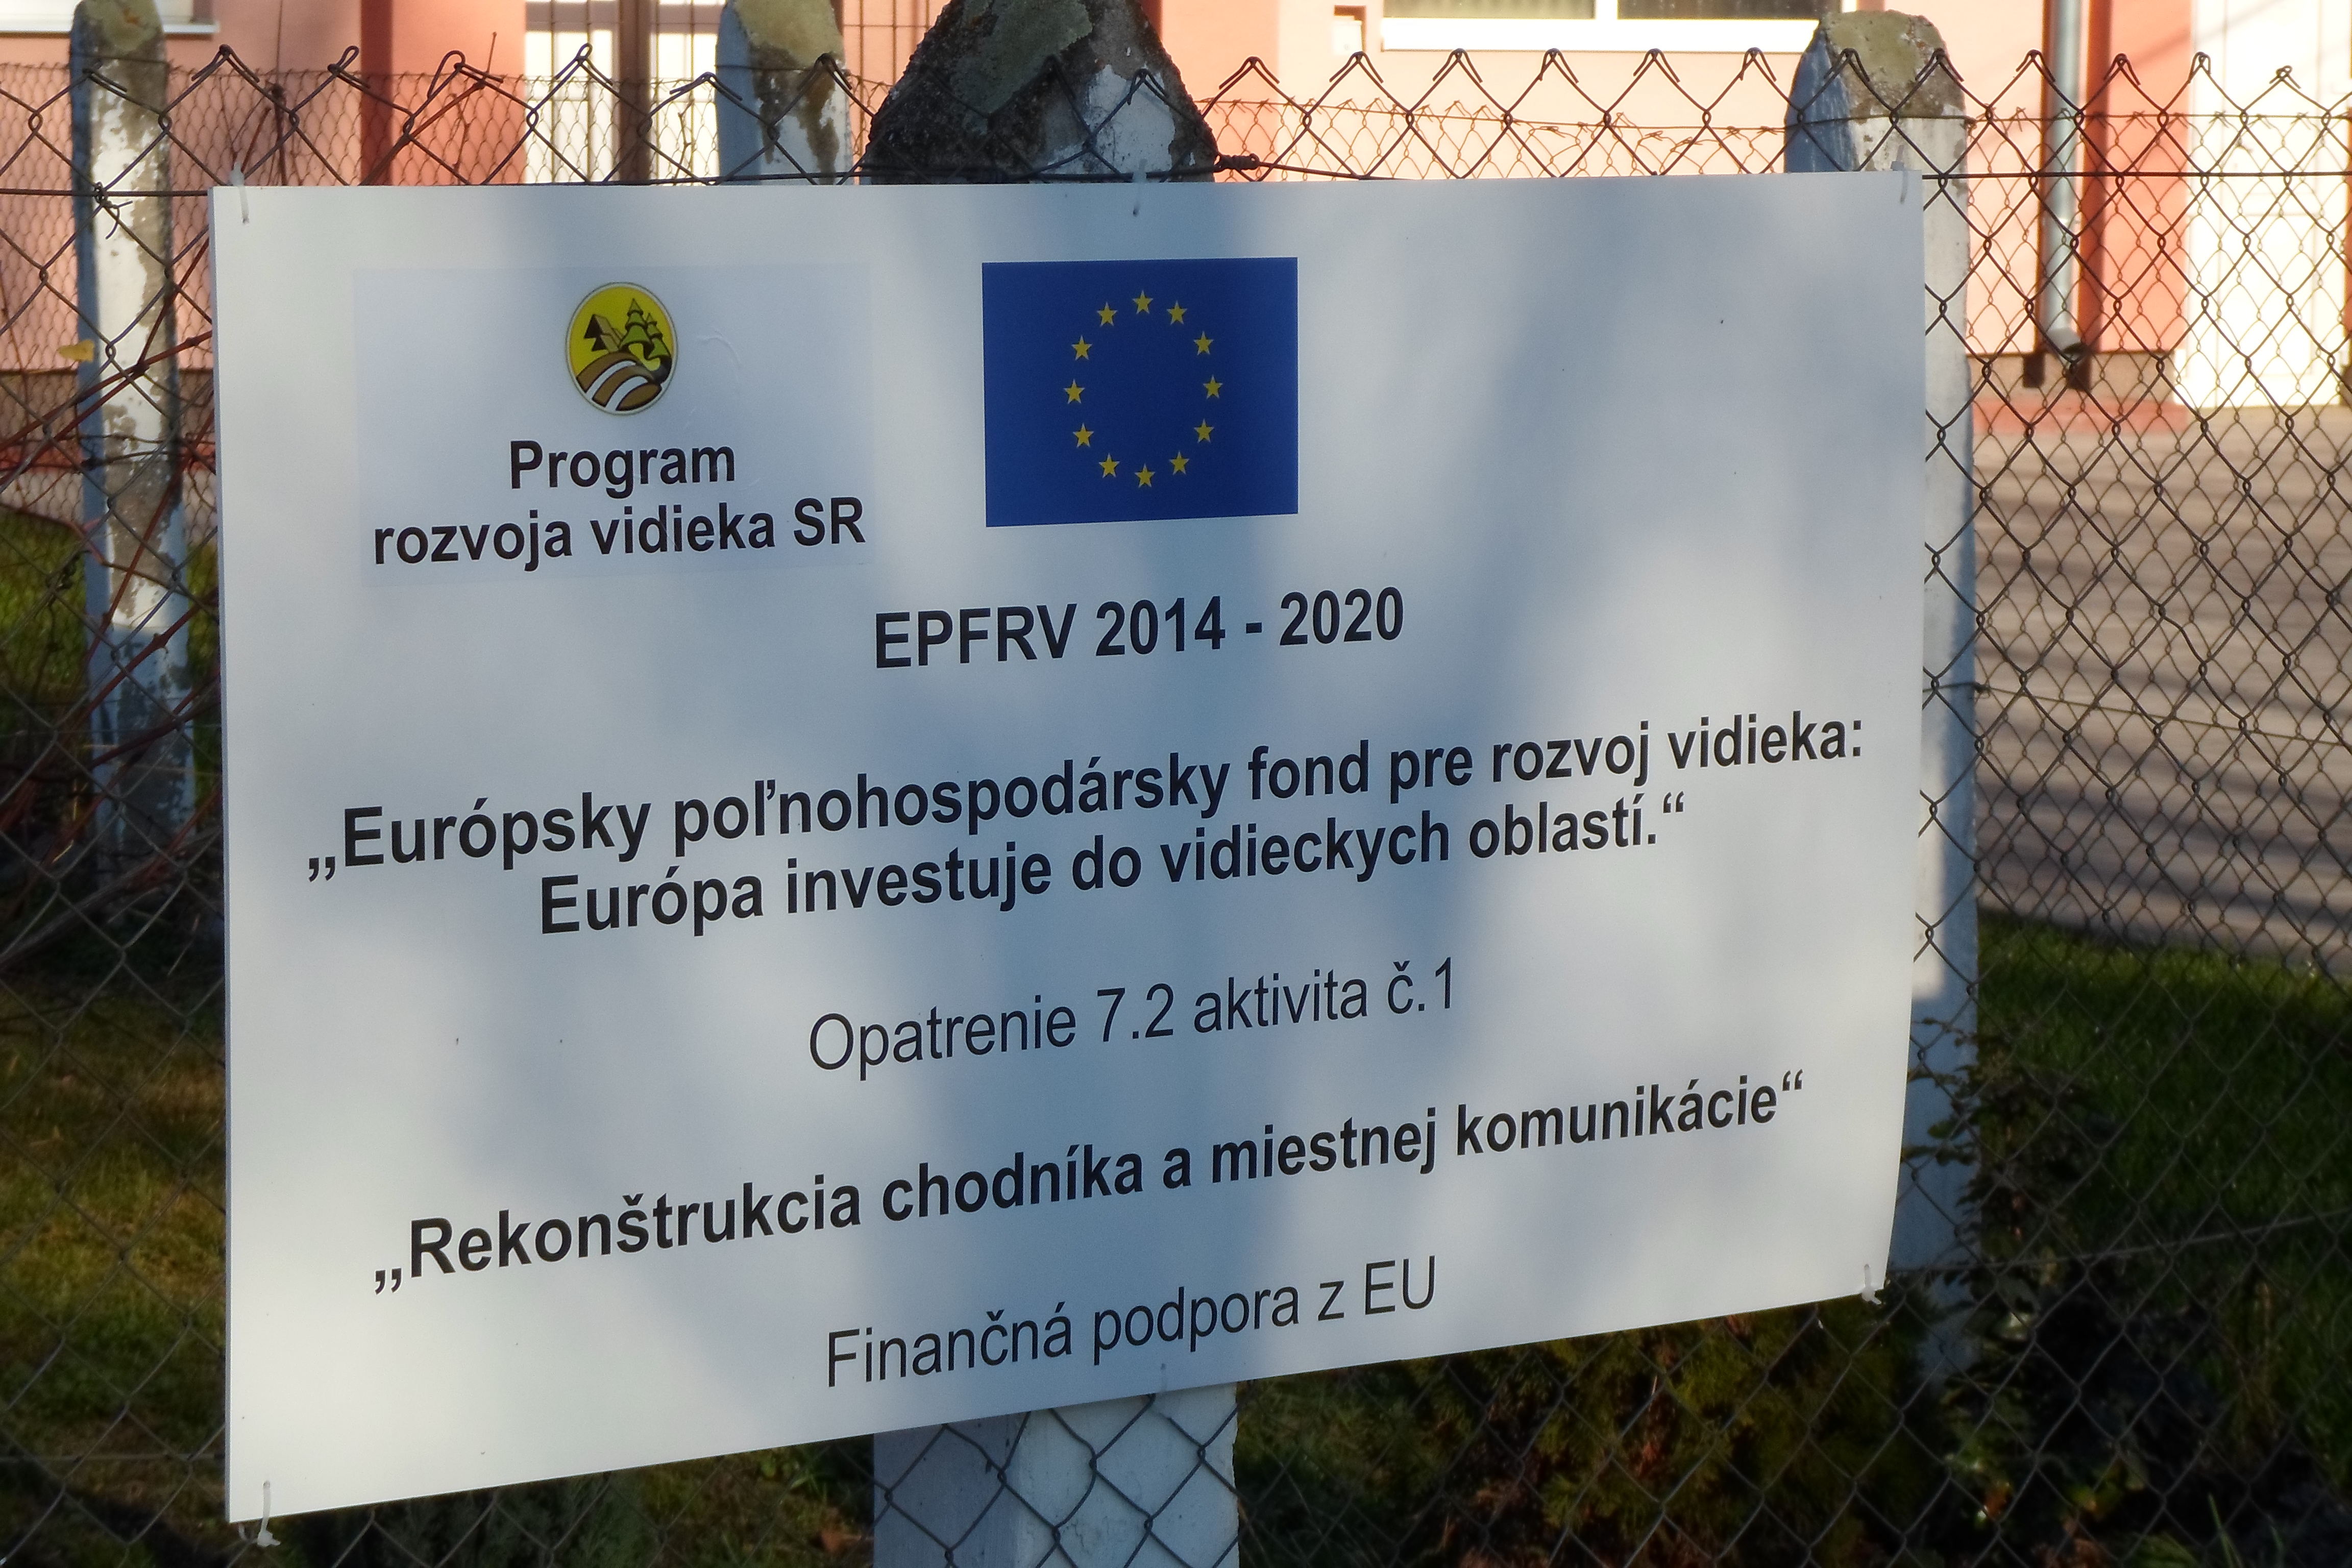 Program
rozvoja vidieka SR
EPFRV 2014 - 2020
„Európsky poľnohospodársky fond pre rozvoj vidieka:
Európa investuje do vidieckych oblastí.“
Opatrenie 7.2 aktivita č.1
„Rekonštrukcia chodníka a miestnej komunikácie“
Finančná podpora z EU